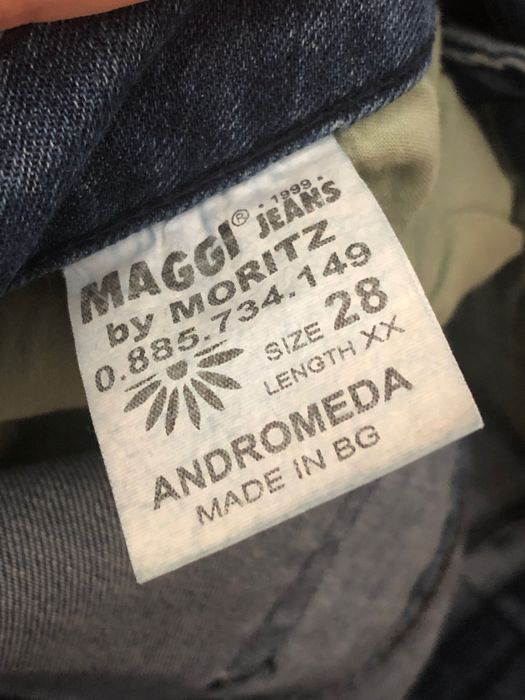 - 1999 -
MAGGI® JEANS
by MORITZ
0.885.734.149
SIZE 28
LENGTH XX
ANDROMEDA
MADE IN BG